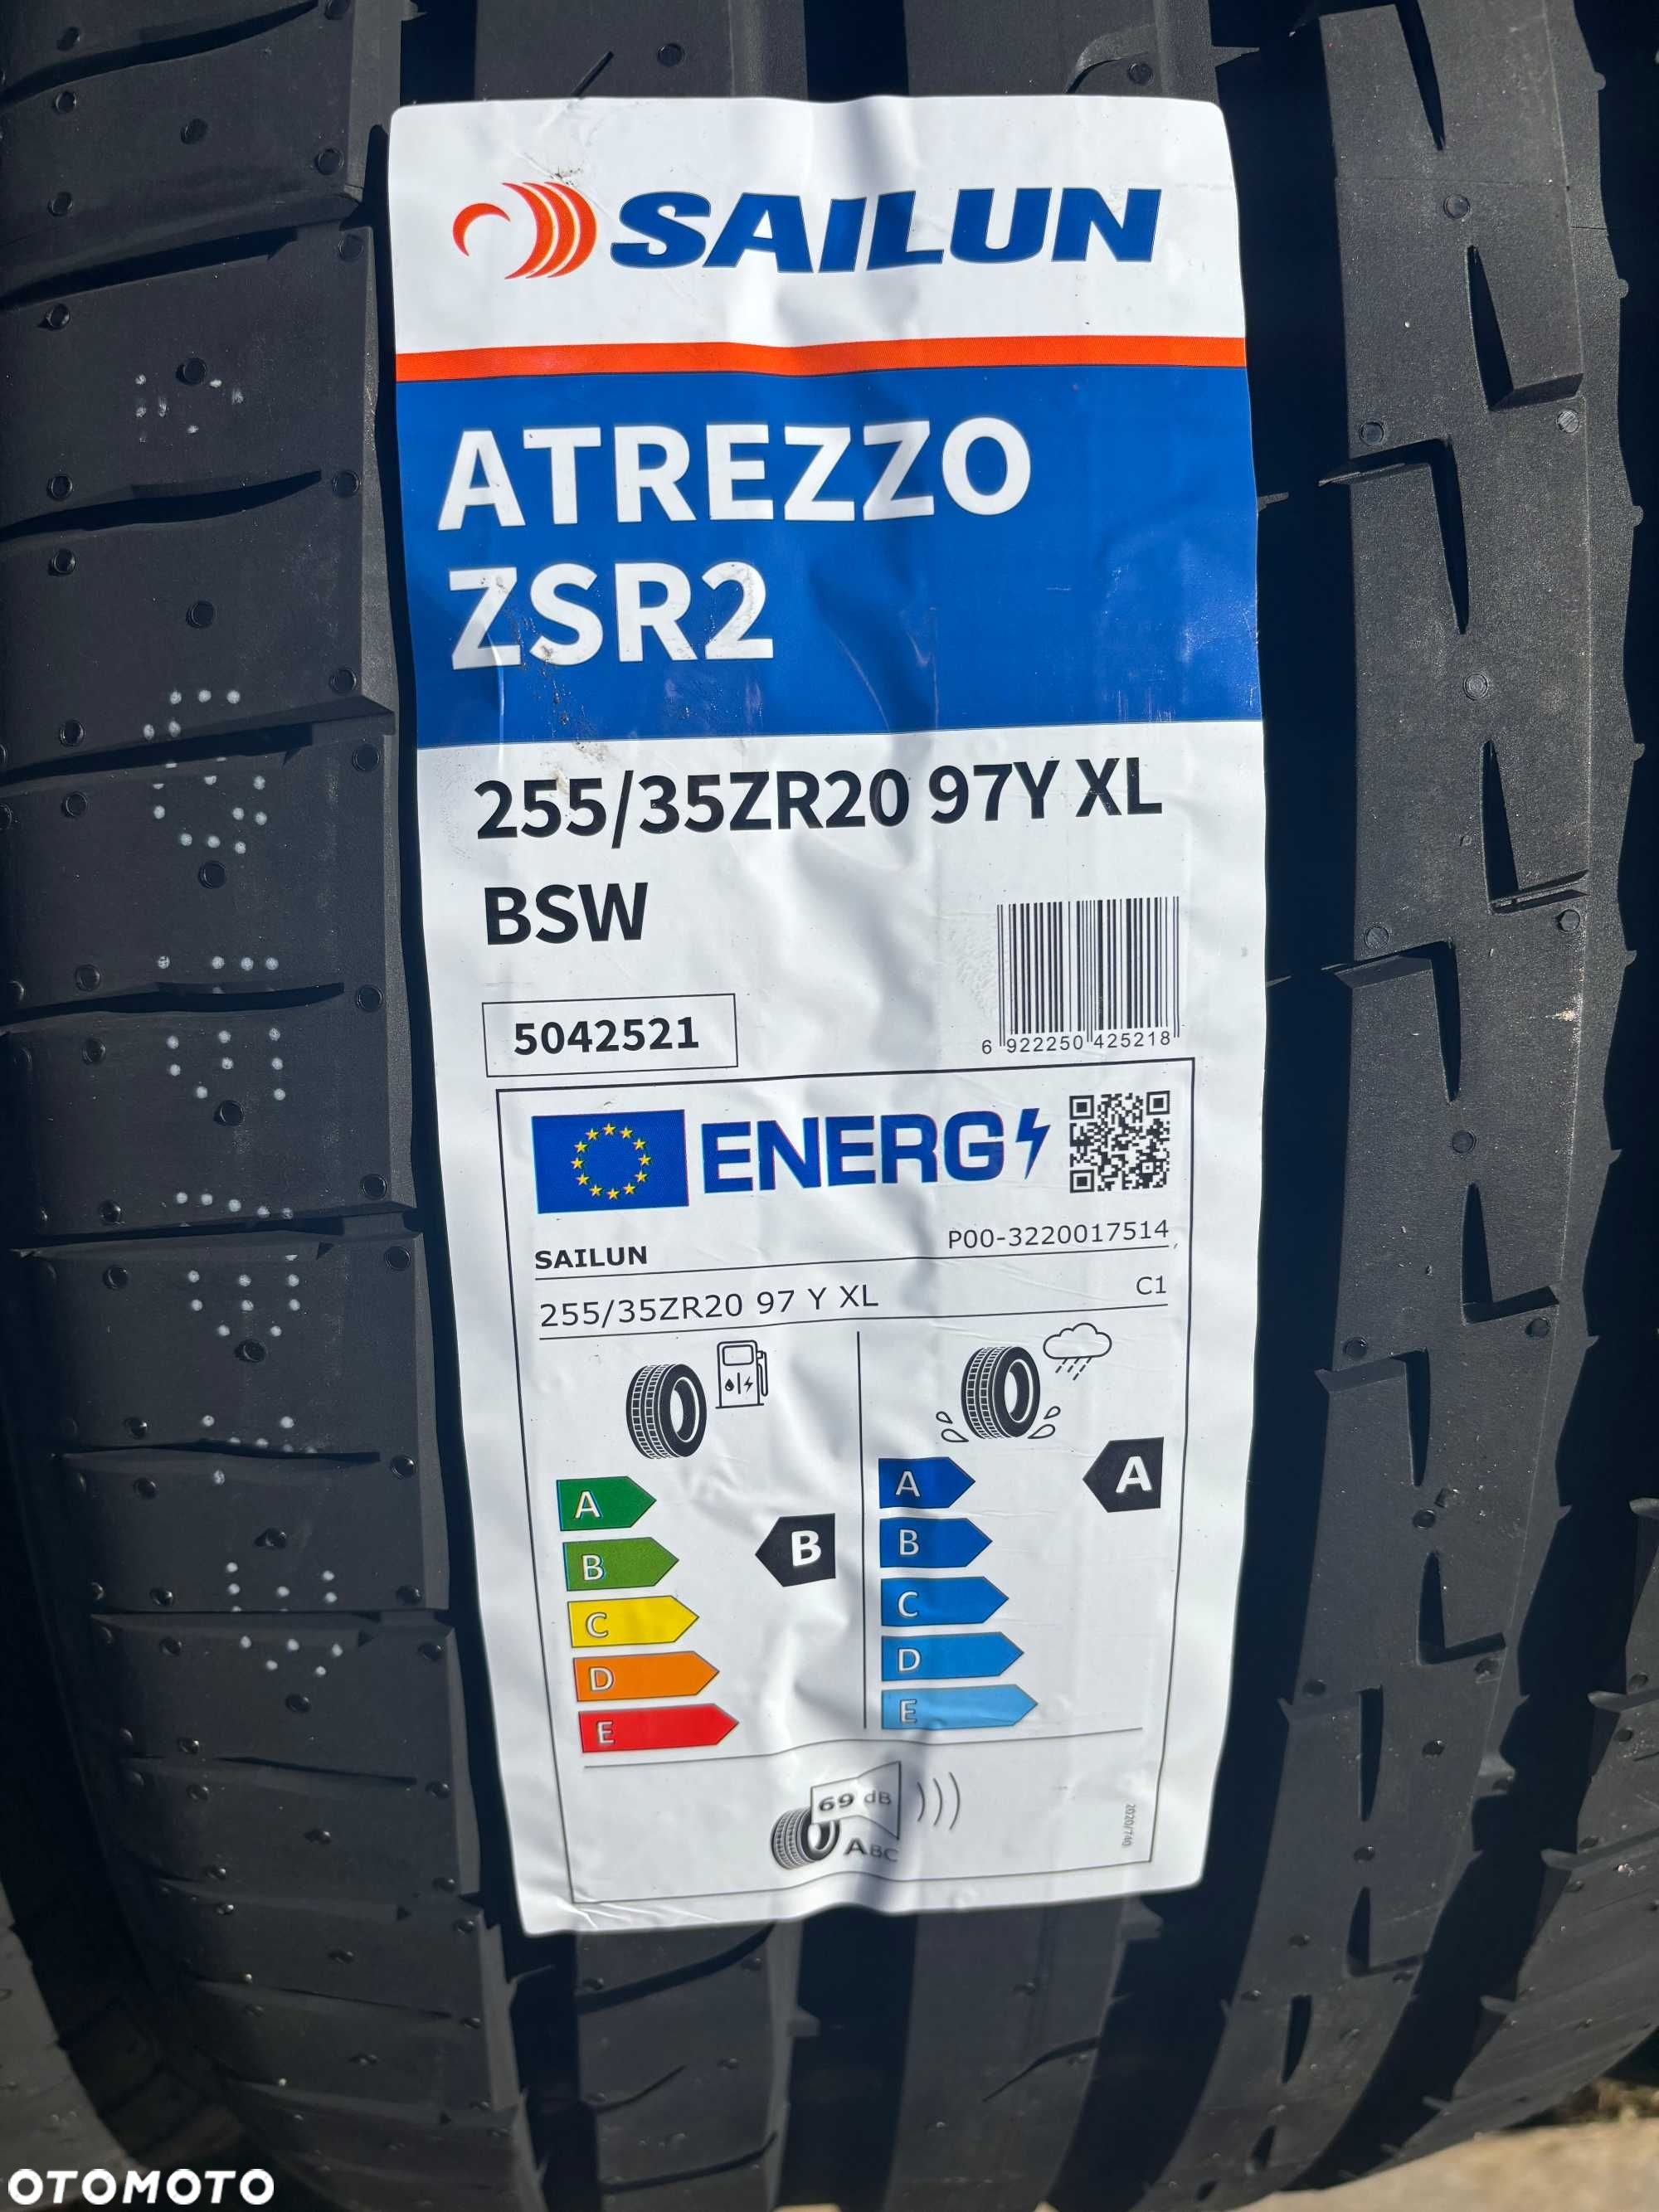 SAILUN
ATREZZO
ZSR2
255/35ZR20 97Y XL
BSW
5042521
6 922250 425218
ENERG
SAILUN
P00-3220017514
255/35ZR20 97 Y XL
C1
A
B
C
D
E
B
A
B
C
D
E
A
69 dB
ABC
2020/740
OTOMOTO